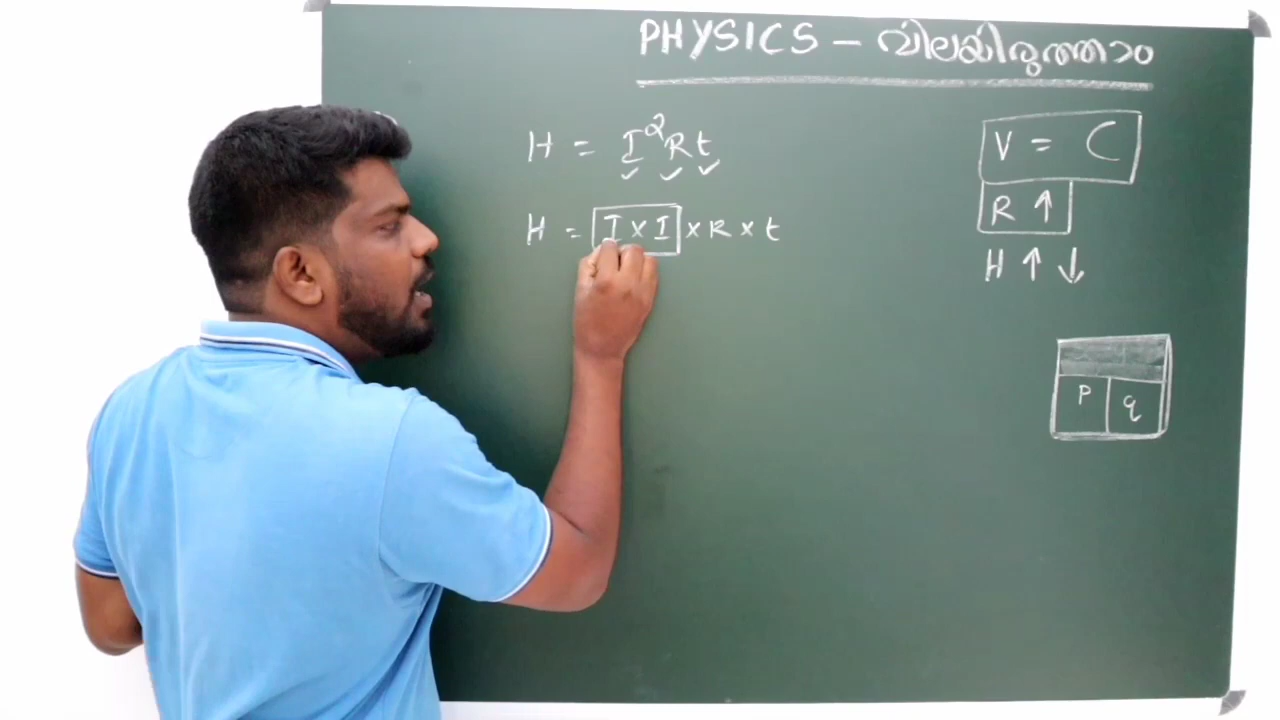 PHYSICS - വിലയിരുത്താം
H = I²Rt
H = I × I × R × t
V = C
R ↑
H ↑ ↓
P q